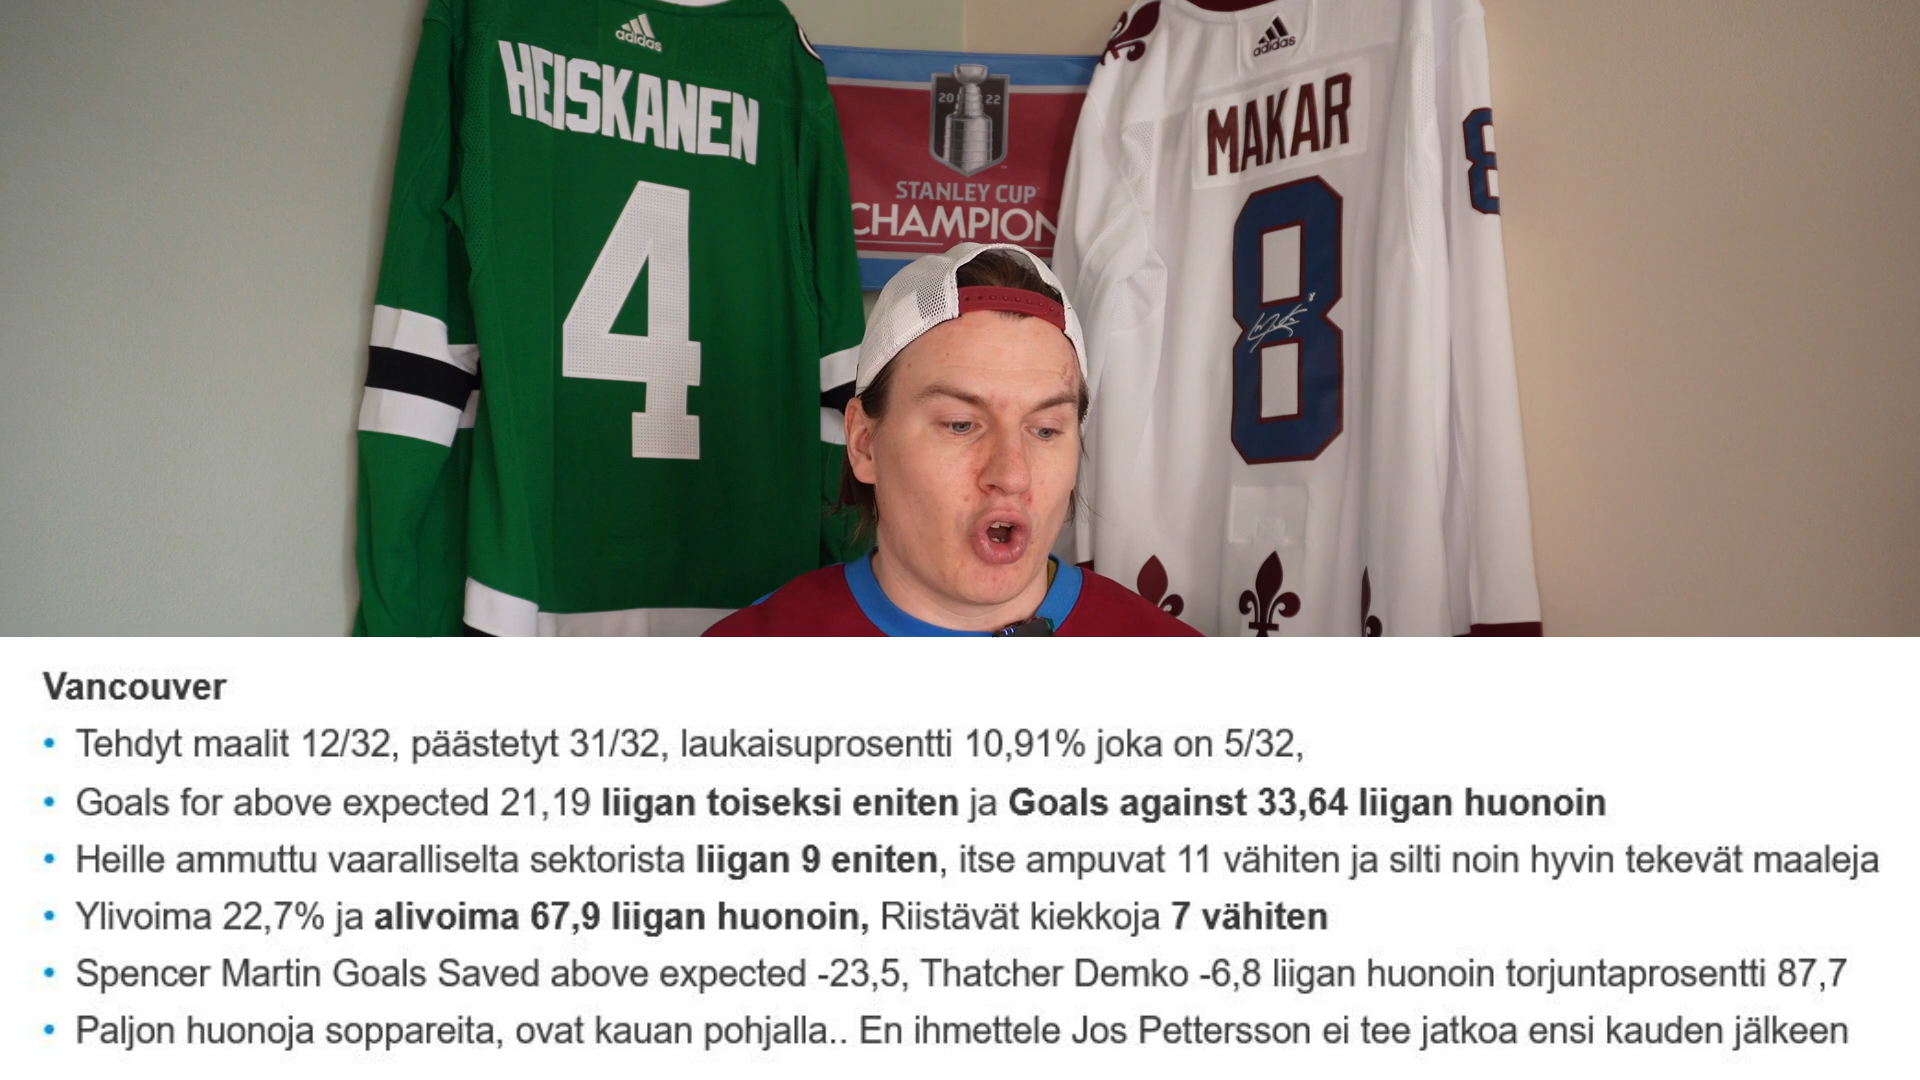 adidas
HEISKANEN
4
2022
STANLEY CUP
CHAMPION
adidas
MAKAR
8
8
Vancouver
• Tehdyt maalit 12/32, päästetyt 31/32, laukaisuprosentti 10,91% joka on 5/32,
• Goals for above expected 21,19 liigan toiseksi eniten ja Goals against 33,64 liigan huonoin
• Heille ammuttu vaaralliselta sektorista liigan 9 eniten, itse ampuvat 11 vähiten ja silti noin hyvin tekevät maaleja
• Ylivoima 22,7% ja alivoima 67,9 liigan huonoin, Riistävät kiekkoja 7 vähiten
• Spencer Martin Goals Saved above expected -23,5, Thatcher Demko -6,8 liigan huonoin torjuntaprosentti 87,7
• Paljon huonoja soppareita, ovat kauan pohjalla.. En ihmettele Jos Pettersson ei tee jatkoa ensi kauden jälkeen